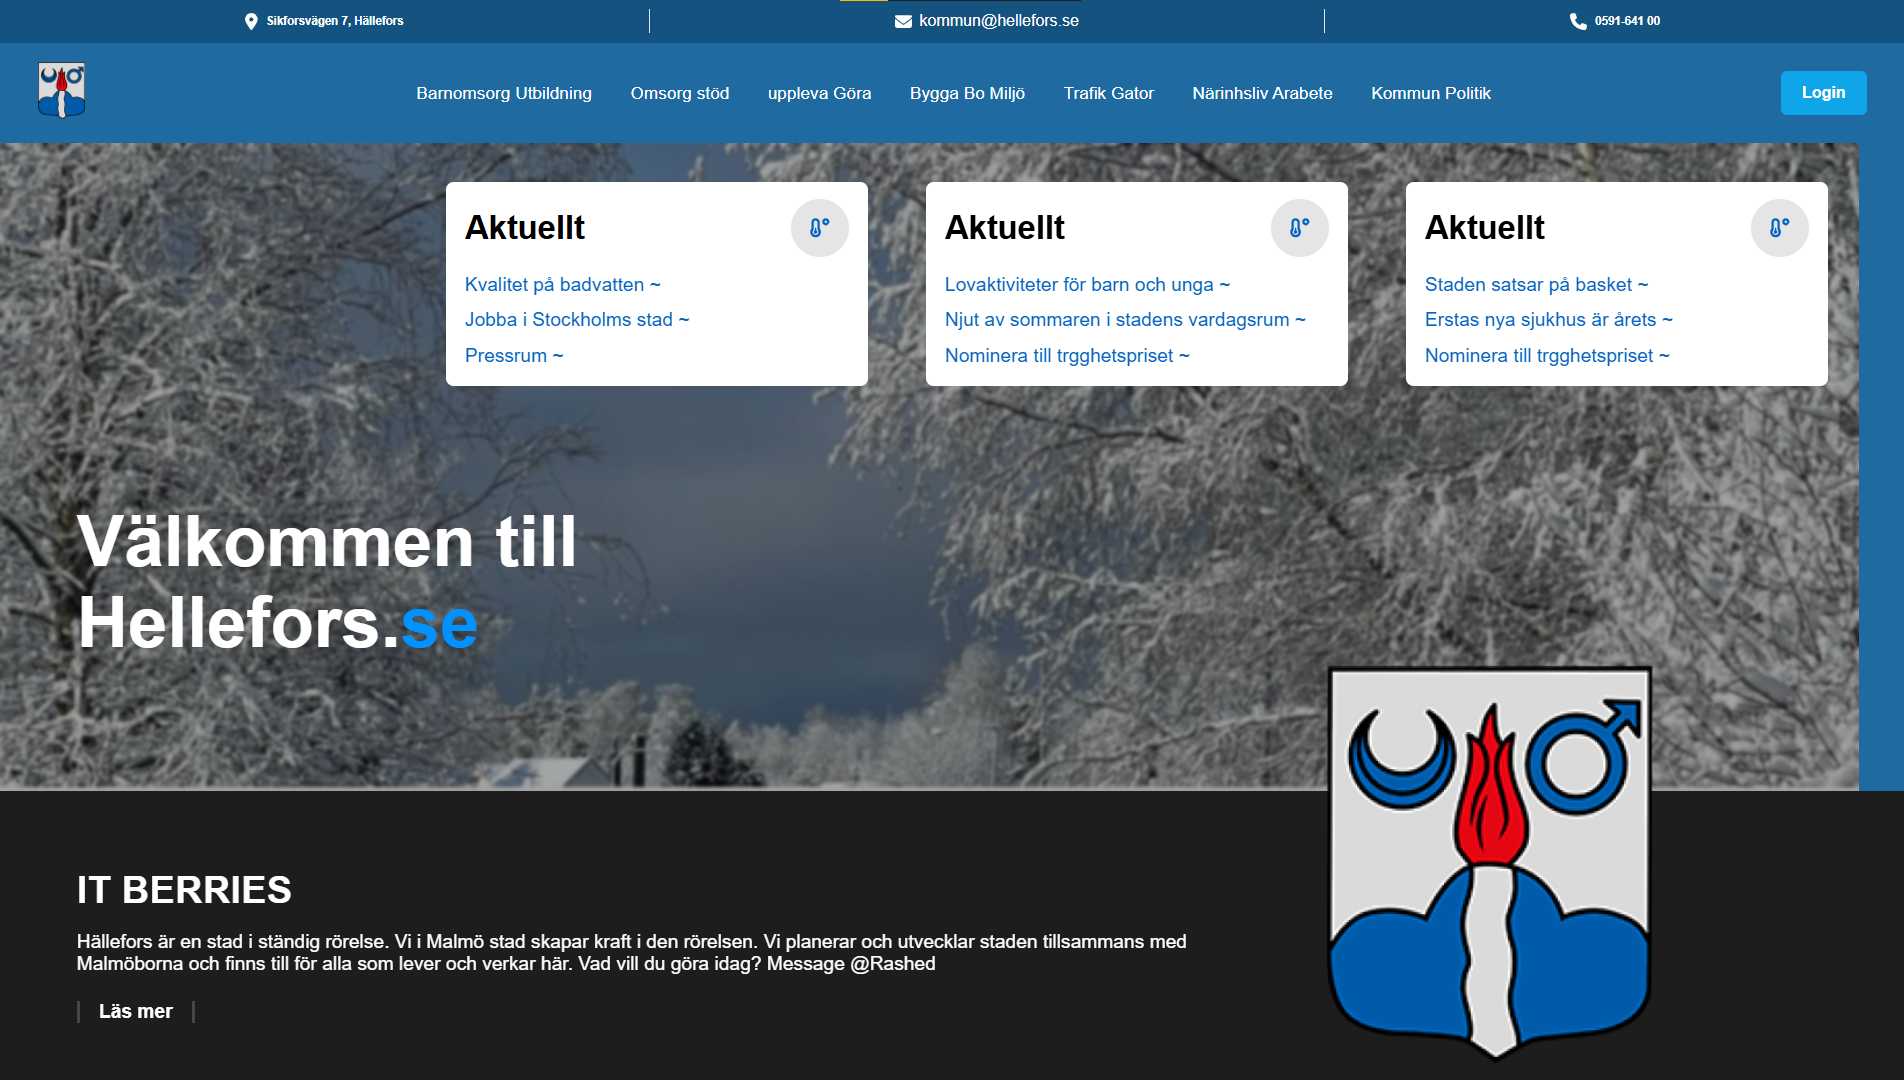 Sikforsvägen 7, Hällefors
kommun@hellefors.se
0591-641 00
Barnomsorg Utbildning
Omsorg stöd
uppleva Göra
Bygga Bo Miljö
Trafik Gator
Närinhsliv Arabete
Kommun Politik
Login
Aktuellt
Kvalitet på badvatten ~
Jobba i Stockholms stad ~
Pressrum ~
Aktuellt
Lovaktiviteter för barn och unga ~
Njut av sommaren i stadens vardagsrum ~
Nominera till trgghetspriset ~
Aktuellt
Staden satsar på basket ~
Erstas nya sjukhus är årets ~
Nominera till trgghetspriset ~
Välkommen till
Hellefors.se
IT BERRIES
Hällefors är en stad i ständig rörelse. Vi i Malmö stad skapar kraft i den rörelsen. Vi planerar och utvecklar staden tillsammans med
Malmöborna och finns till för alla som lever och verkar här. Vad vill du göra idag? Message @Rashed
Läs mer